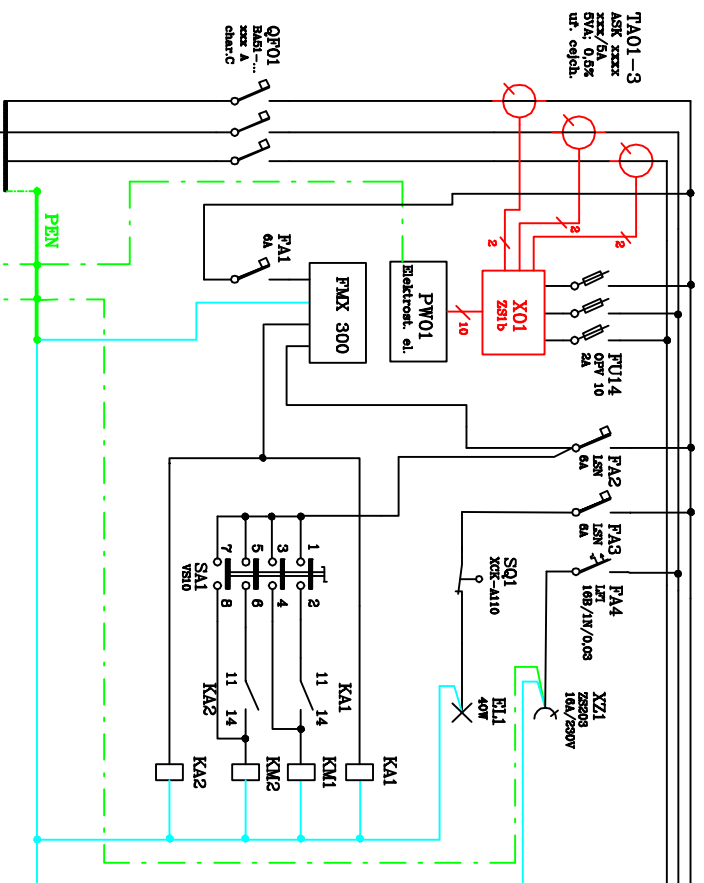 TA01-3
ASK xxxx
xxx/5A
5VA; 0,5%
uř. cejch.
QF01
BA51-...
xxx A
char.C
PEN
FA1
6A
FMX 300
PW01
Elektrost. el.
10
X01
ZS1b
2
2
2
FU14
OPV 10
2A
FA2
LSN
6A
FA3
LSN
6A
FA4
LFI
16B/1N/0,03
SQ1
XCK-A110
XZ1
ZS203
16A/230V
EL1
40W
SA1
VS10
7
5
3
1
8
6
4
2
11
14
KA2
11
14
KA1
KA2
KM2
KM1
KA1